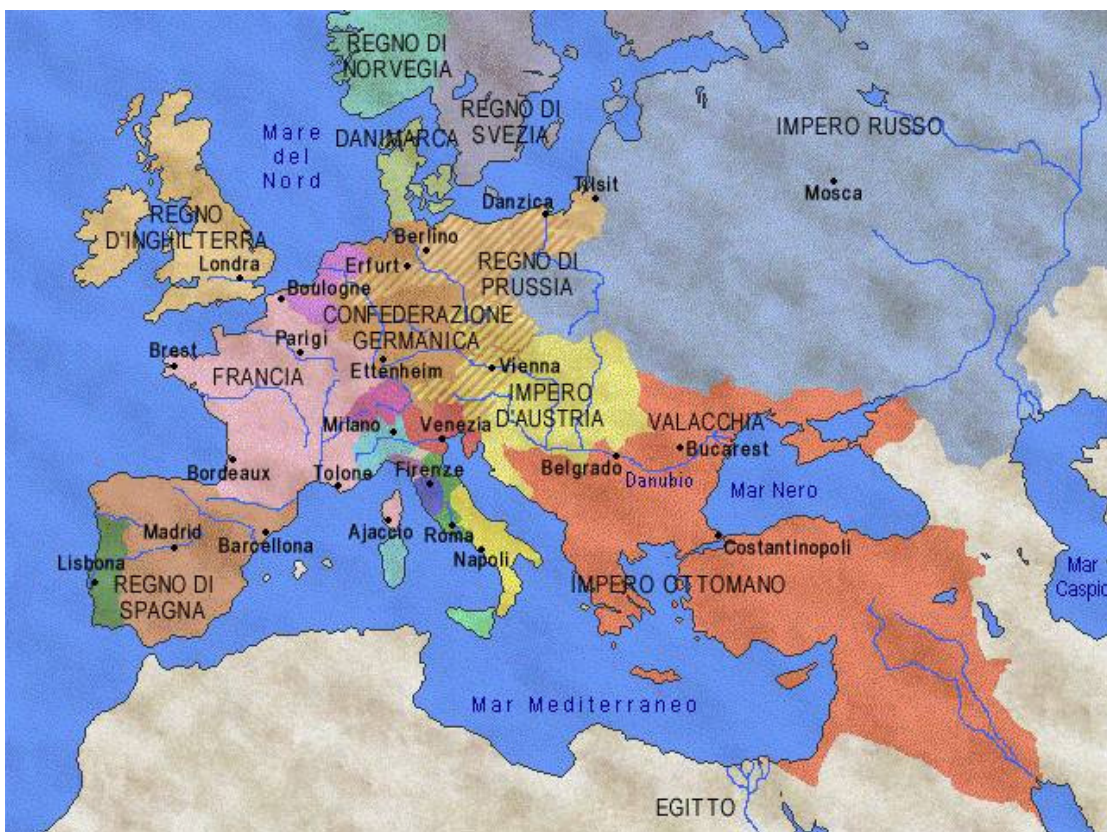 REGNO DI
NORVEGIA
REGNO DI
SVEZIA
DANIMARCA
Mare
del
Nord
IMPERO RUSSO
Mosca
Tilsit
Danzica
REGNO
D'INGHILTERRA
Londra
Berlino
Erfurt
REGNO DI
PRUSSIA
Boulogne
CONFEDERAZIONE
GERMANICA
Parigi
Brest
FRANCIA
Ettenheim
Vienna
IMPERO
D'AUSTRIA
Milano
Venezia
VALACCHIA
Bucarest
Belgrado
Danubio
Mar Nero
Bordeaux
Tolone
Firenze
Ajaccio
Roma
Napoli
Madrid
Barcellona
Lisbona
REGNO DI
SPAGNA
Costantinopoli
IMPERO OTTOMANO
Mar
Caspio
Mar Mediterraneo
EGITTO